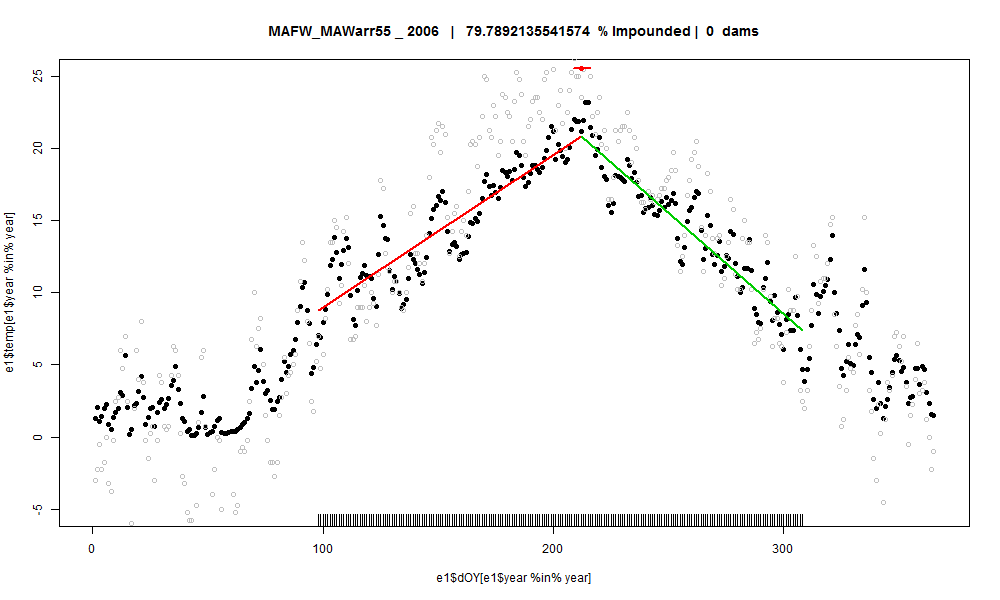 MAFW_MAWarr55 _ 2006 | 79.7892135541574 % Impounded | 0 dams
25
20
15
10
5
0
-5
e1$temp[e1$year %in% year]
0 100 200 300
e1$dOY[e1$year %in% year]